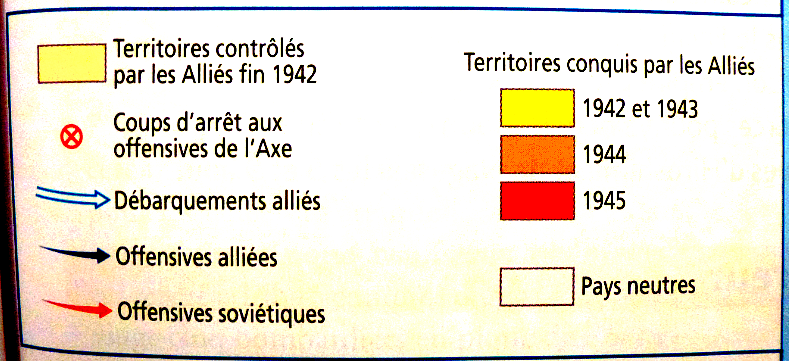 Territoires contrôlés
par les Alliés fin 1942
Coups d'arrêt aux
offensives de l'Axe
Débarquements alliés
Offensives alliées
Offensives soviétiques
Territoires conquis par les Alliés
1942 et 1943
1944
1945
Pays neutres